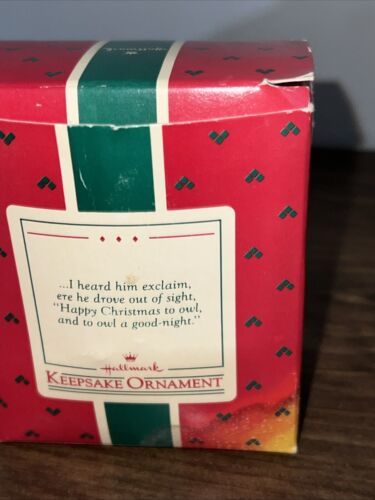 Hallmark
...I heard him exclaim,
ere he drove out of sight,
"Happy Christmas to owl,
and to owl a good-night."
Hallmark
KEEPSAKE ORNAMENT